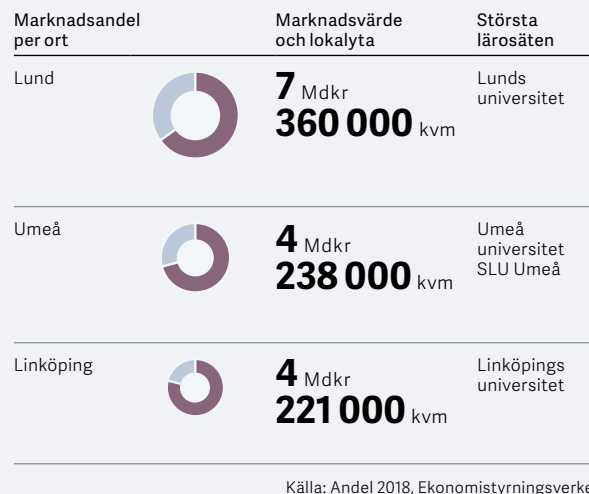 Marknadsandel
per ort
Marknadsvärde
och lokalyta
Största
lärosäten
Lund
7 Mdkr
360 000 kvm
Lunds
universitet
Umeå
4 Mdkr
238 000 kvm
Umeå
universitet
SLU Umeå
Linköping
4 Mdkr
221 000 kvm
Linköpings
universitet
Källa: Andel 2018, Ekonomistyrningsverke